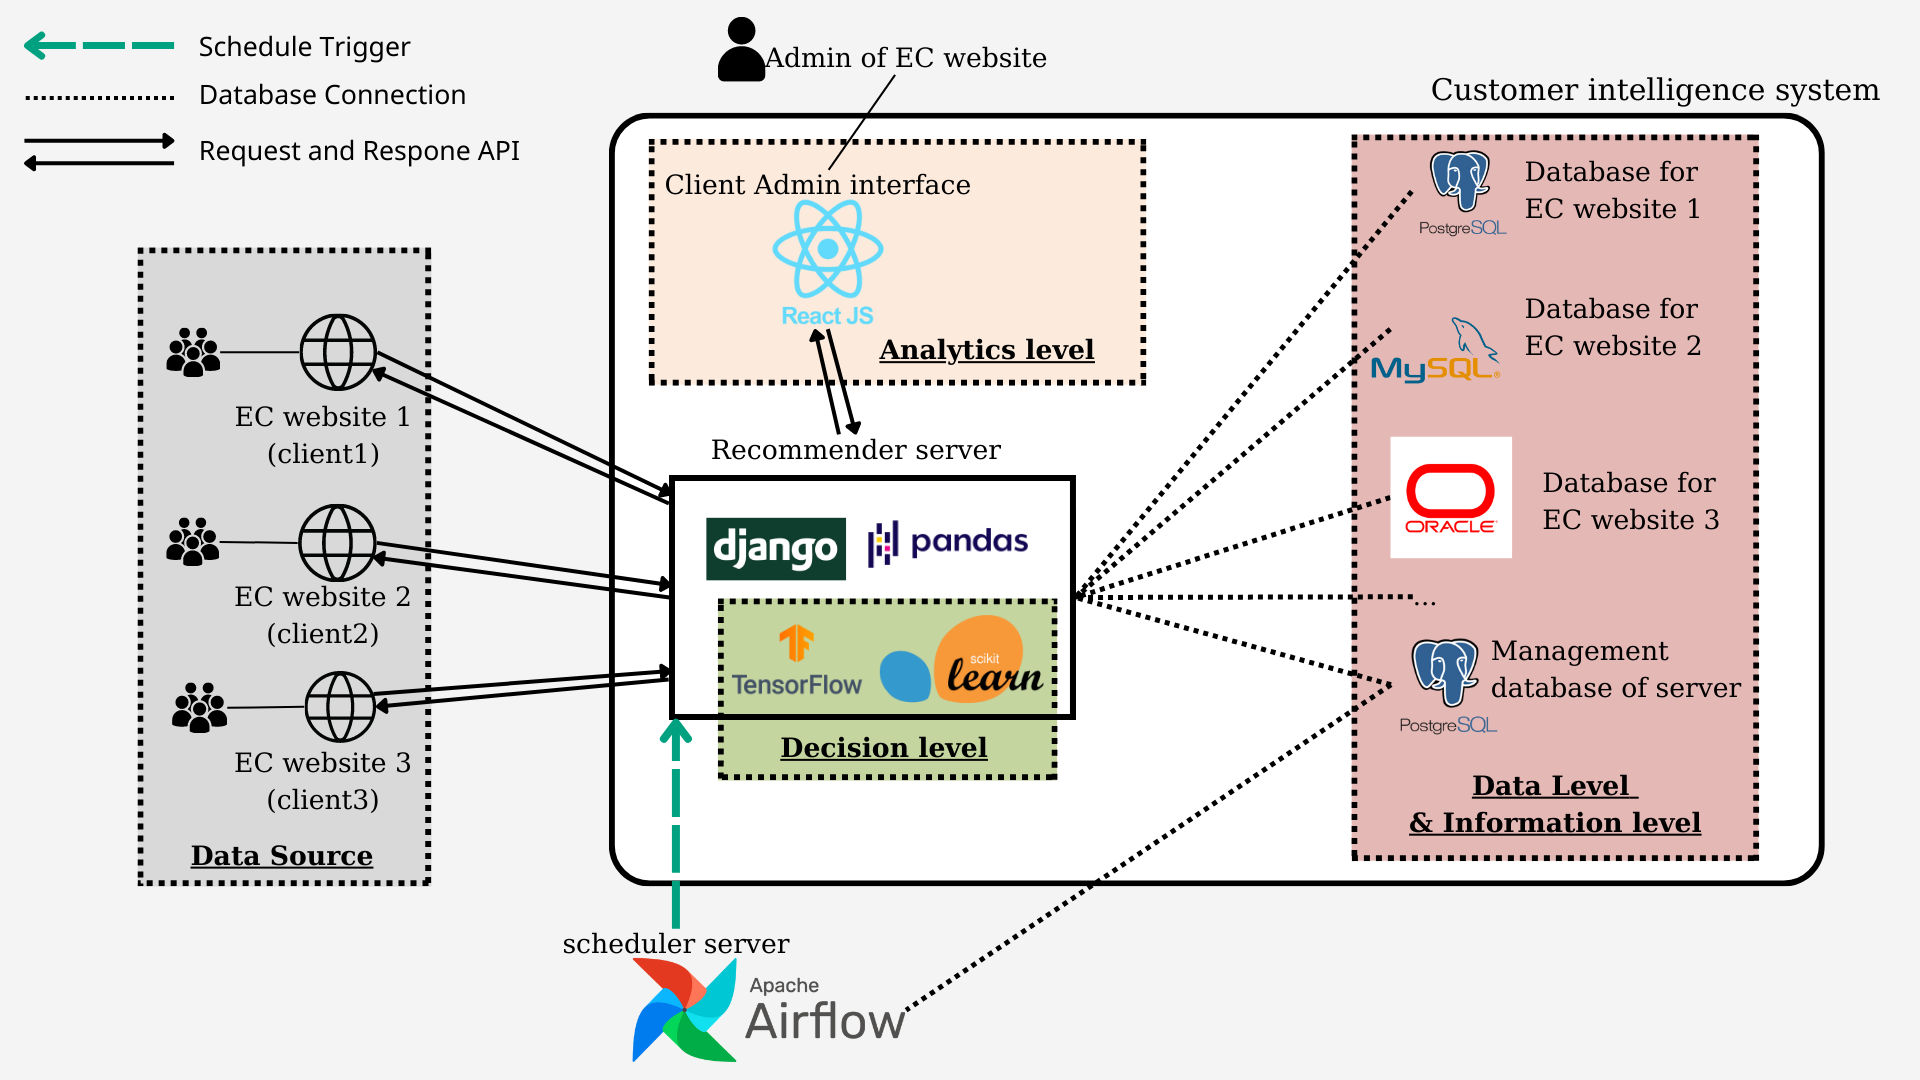 Schedule Trigger
Database Connection
Request and Respone API
Admin of EC website
Customer intelligence system
Client Admin interface
React JS
Analytics level
EC website 1
(client1)
EC website 2
(client2)
EC website 3
(client3)
Data Source
Recommender server
django
pandas
TensorFlow
scikit
learn
Decision level
PostgreSQL
Database for
EC website 1
MySQL
Database for
EC website 2
ORACLE
Database for
EC website 3
...
Management
database of server
PostgreSQL
Data Level
& Information level
scheduler server
Apache
Airflow